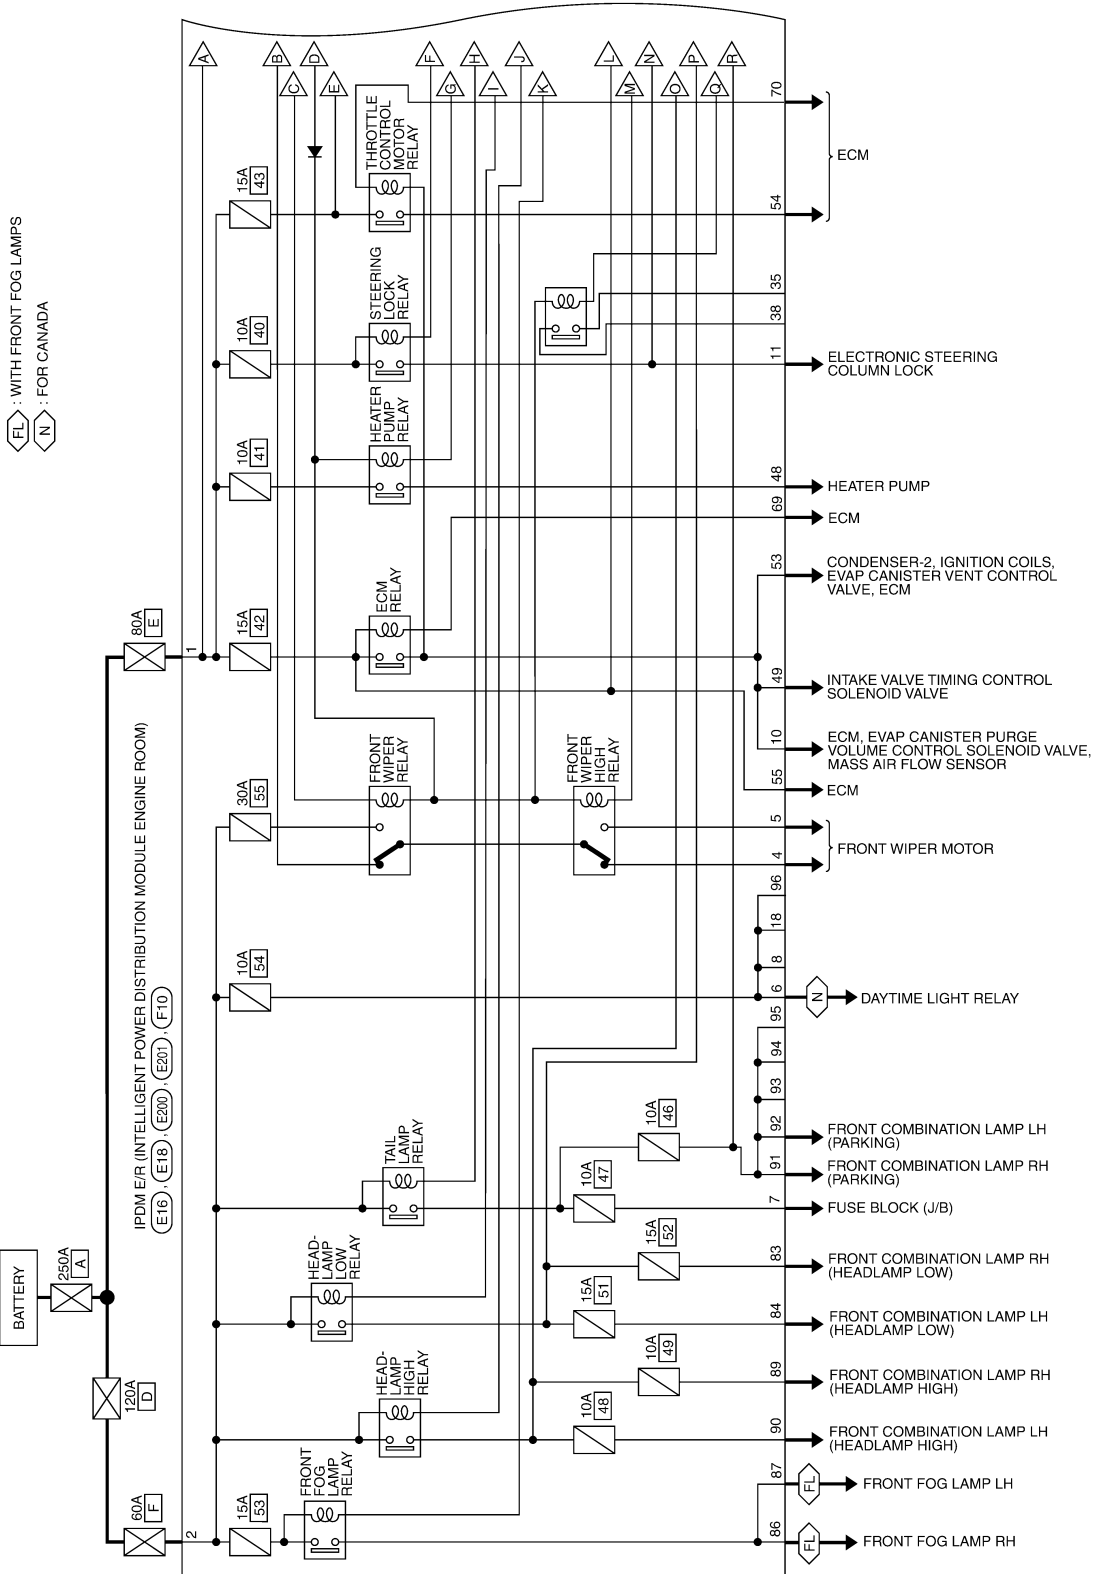 FL : WITH FRONT FOG LAMPS
N : FOR CANADA
BATTERY
250A
A
120A
D
80A
E
60A
F
IPDM E/R (INTELLIGENT POWER DISTRIBUTION MODULE ENGINE ROOM)
E16 , E18 , E200 , E201 , F10
1
2
A
B
C
D
E
F
G
H
I
J
K
L
M
N
O
P
Q
R
15A
43
THROTTLE
CONTROL
MOTOR
RELAY
70
54
ECM
10A
40
STEERING
LOCK
RELAY
35
38
11
ELECTRONIC STEERING
COLUMN LOCK
10A
41
HEATER
PUMP
RELAY
48
HEATER PUMP
69
ECM
15A
42
ECM
RELAY
53
CONDENSER-2, IGNITION COILS,
EVAP CANISTER VENT CONTROL
VALVE, ECM
49
INTAKE VALVE TIMING CONTROL
SOLENOID VALVE
10
ECM, EVAP CANISTER PURGE
VOLUME CONTROL SOLENOID VALVE,
MASS AIR FLOW SENSOR
55
ECM
30A
55
FRONT
WIPER
RELAY
FRONT
WIPER
HIGH
RELAY
5
4
FRONT WIPER MOTOR
10A
54
96
18
8
6
N
DAYTIME LIGHT RELAY
95
94
93
92
FRONT COMBINATION LAMP LH
(PARKING)
91
FRONT COMBINATION LAMP RH
(PARKING)
TAIL
LAMP
RELAY
10A
46
10A
47
7
FUSE BLOCK (J/B)
HEAD-
LAMP
LOW
RELAY
15A
52
83
FRONT COMBINATION LAMP RH
(HEADLAMP LOW)
15A
51
84
FRONT COMBINATION LAMP LH
(HEADLAMP LOW)
HEAD-
LAMP
HIGH
RELAY
10A
49
89
FRONT COMBINATION LAMP RH
(HEADLAMP HIGH)
10A
48
90
FRONT COMBINATION LAMP LH
(HEADLAMP HIGH)
15A
53
FRONT
FOG
LAMP
RELAY
87
FL
FRONT FOG LAMP LH
86
FL
FRONT FOG LAMP RH